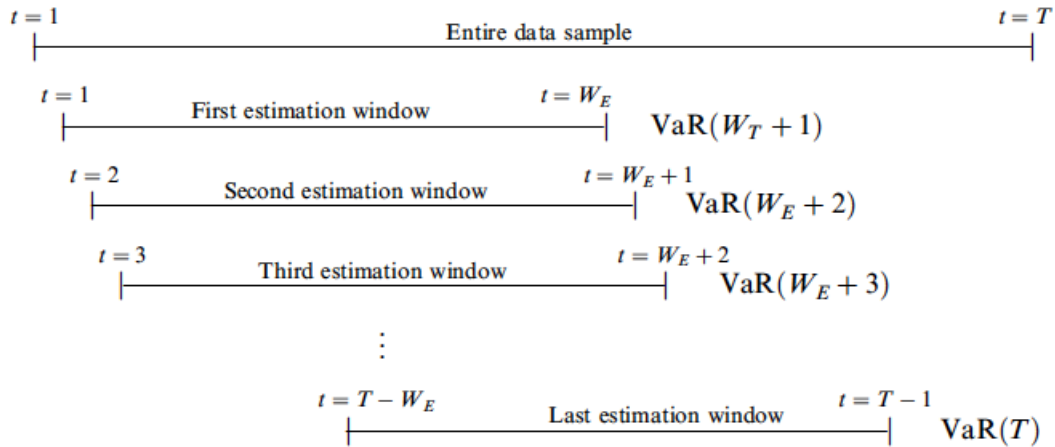 t = 1 t = T
Entire data sample
t = 1 First estimation window t = W_E VaR(W_T + 1)
t = 2 Second estimation window t = W_E + 1 VaR(W_E + 2)
t = 3 Third estimation window t = W_E + 2 VaR(W_E + 3)
⋮
t = T − W_E Last estimation window t = T − 1 VaR(T)